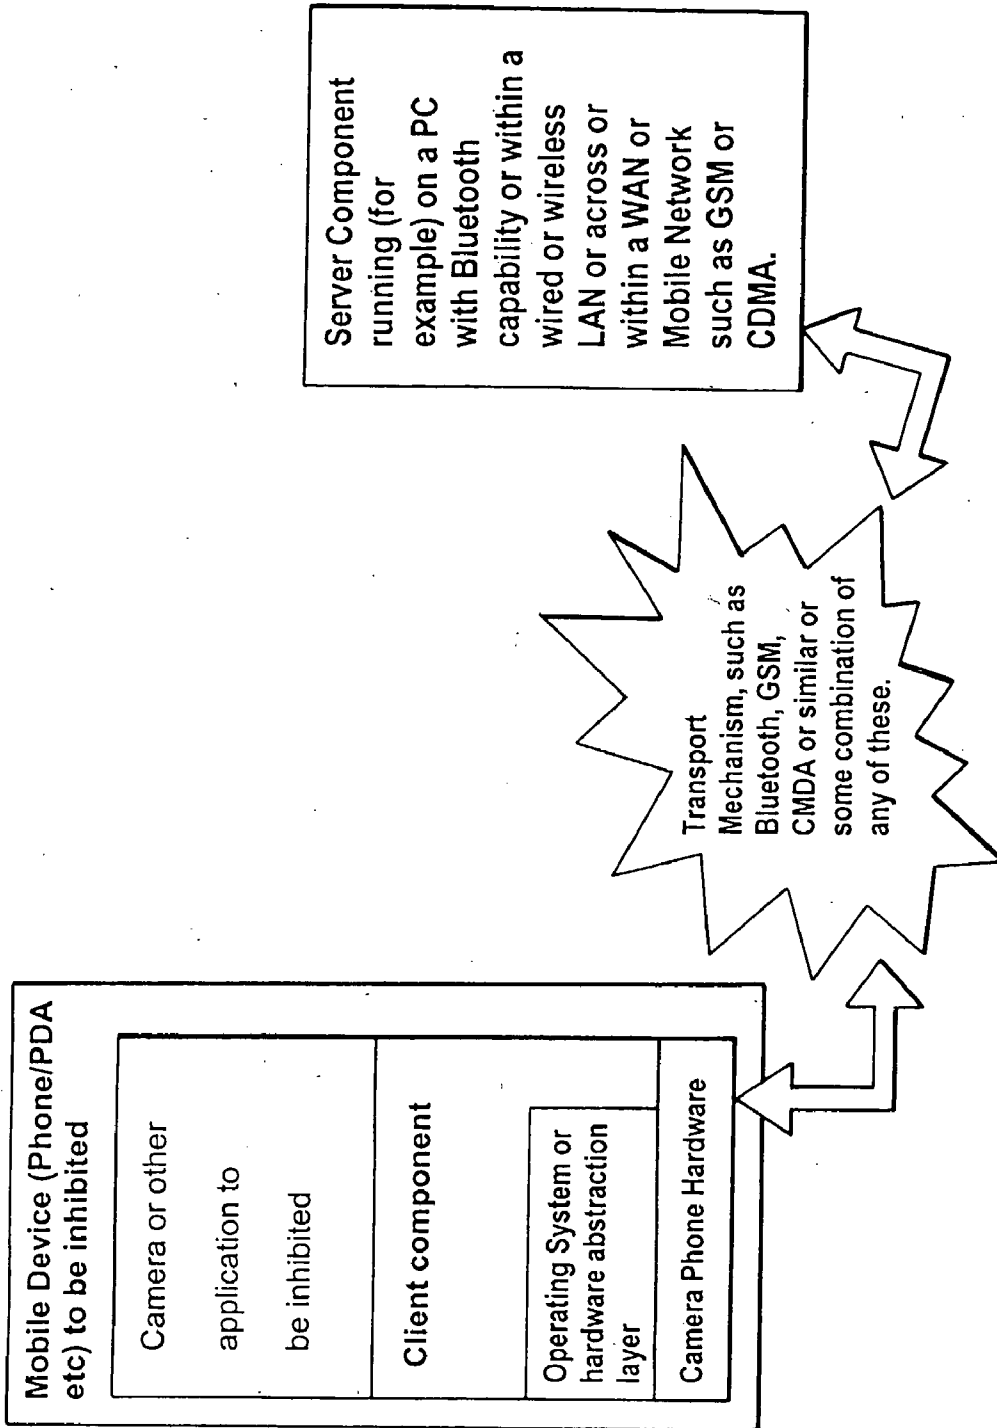 Mobile Device (Phone/PDA
etc) to be inhibited
Camera or other
application to
be inhibited
Client component
Operating System or
hardware abstraction
layer
Camera Phone Hardware
Transport
Mechanism, such as
Bluetooth, GSM,
CMDA or similar or
some combination of
any of these.
Server Component
running (for
example) on a PC
with Bluetooth
capability or within a
wired or wireless
LAN or across or
within a WAN or
Mobile Network
such as GSM or
CDMA.